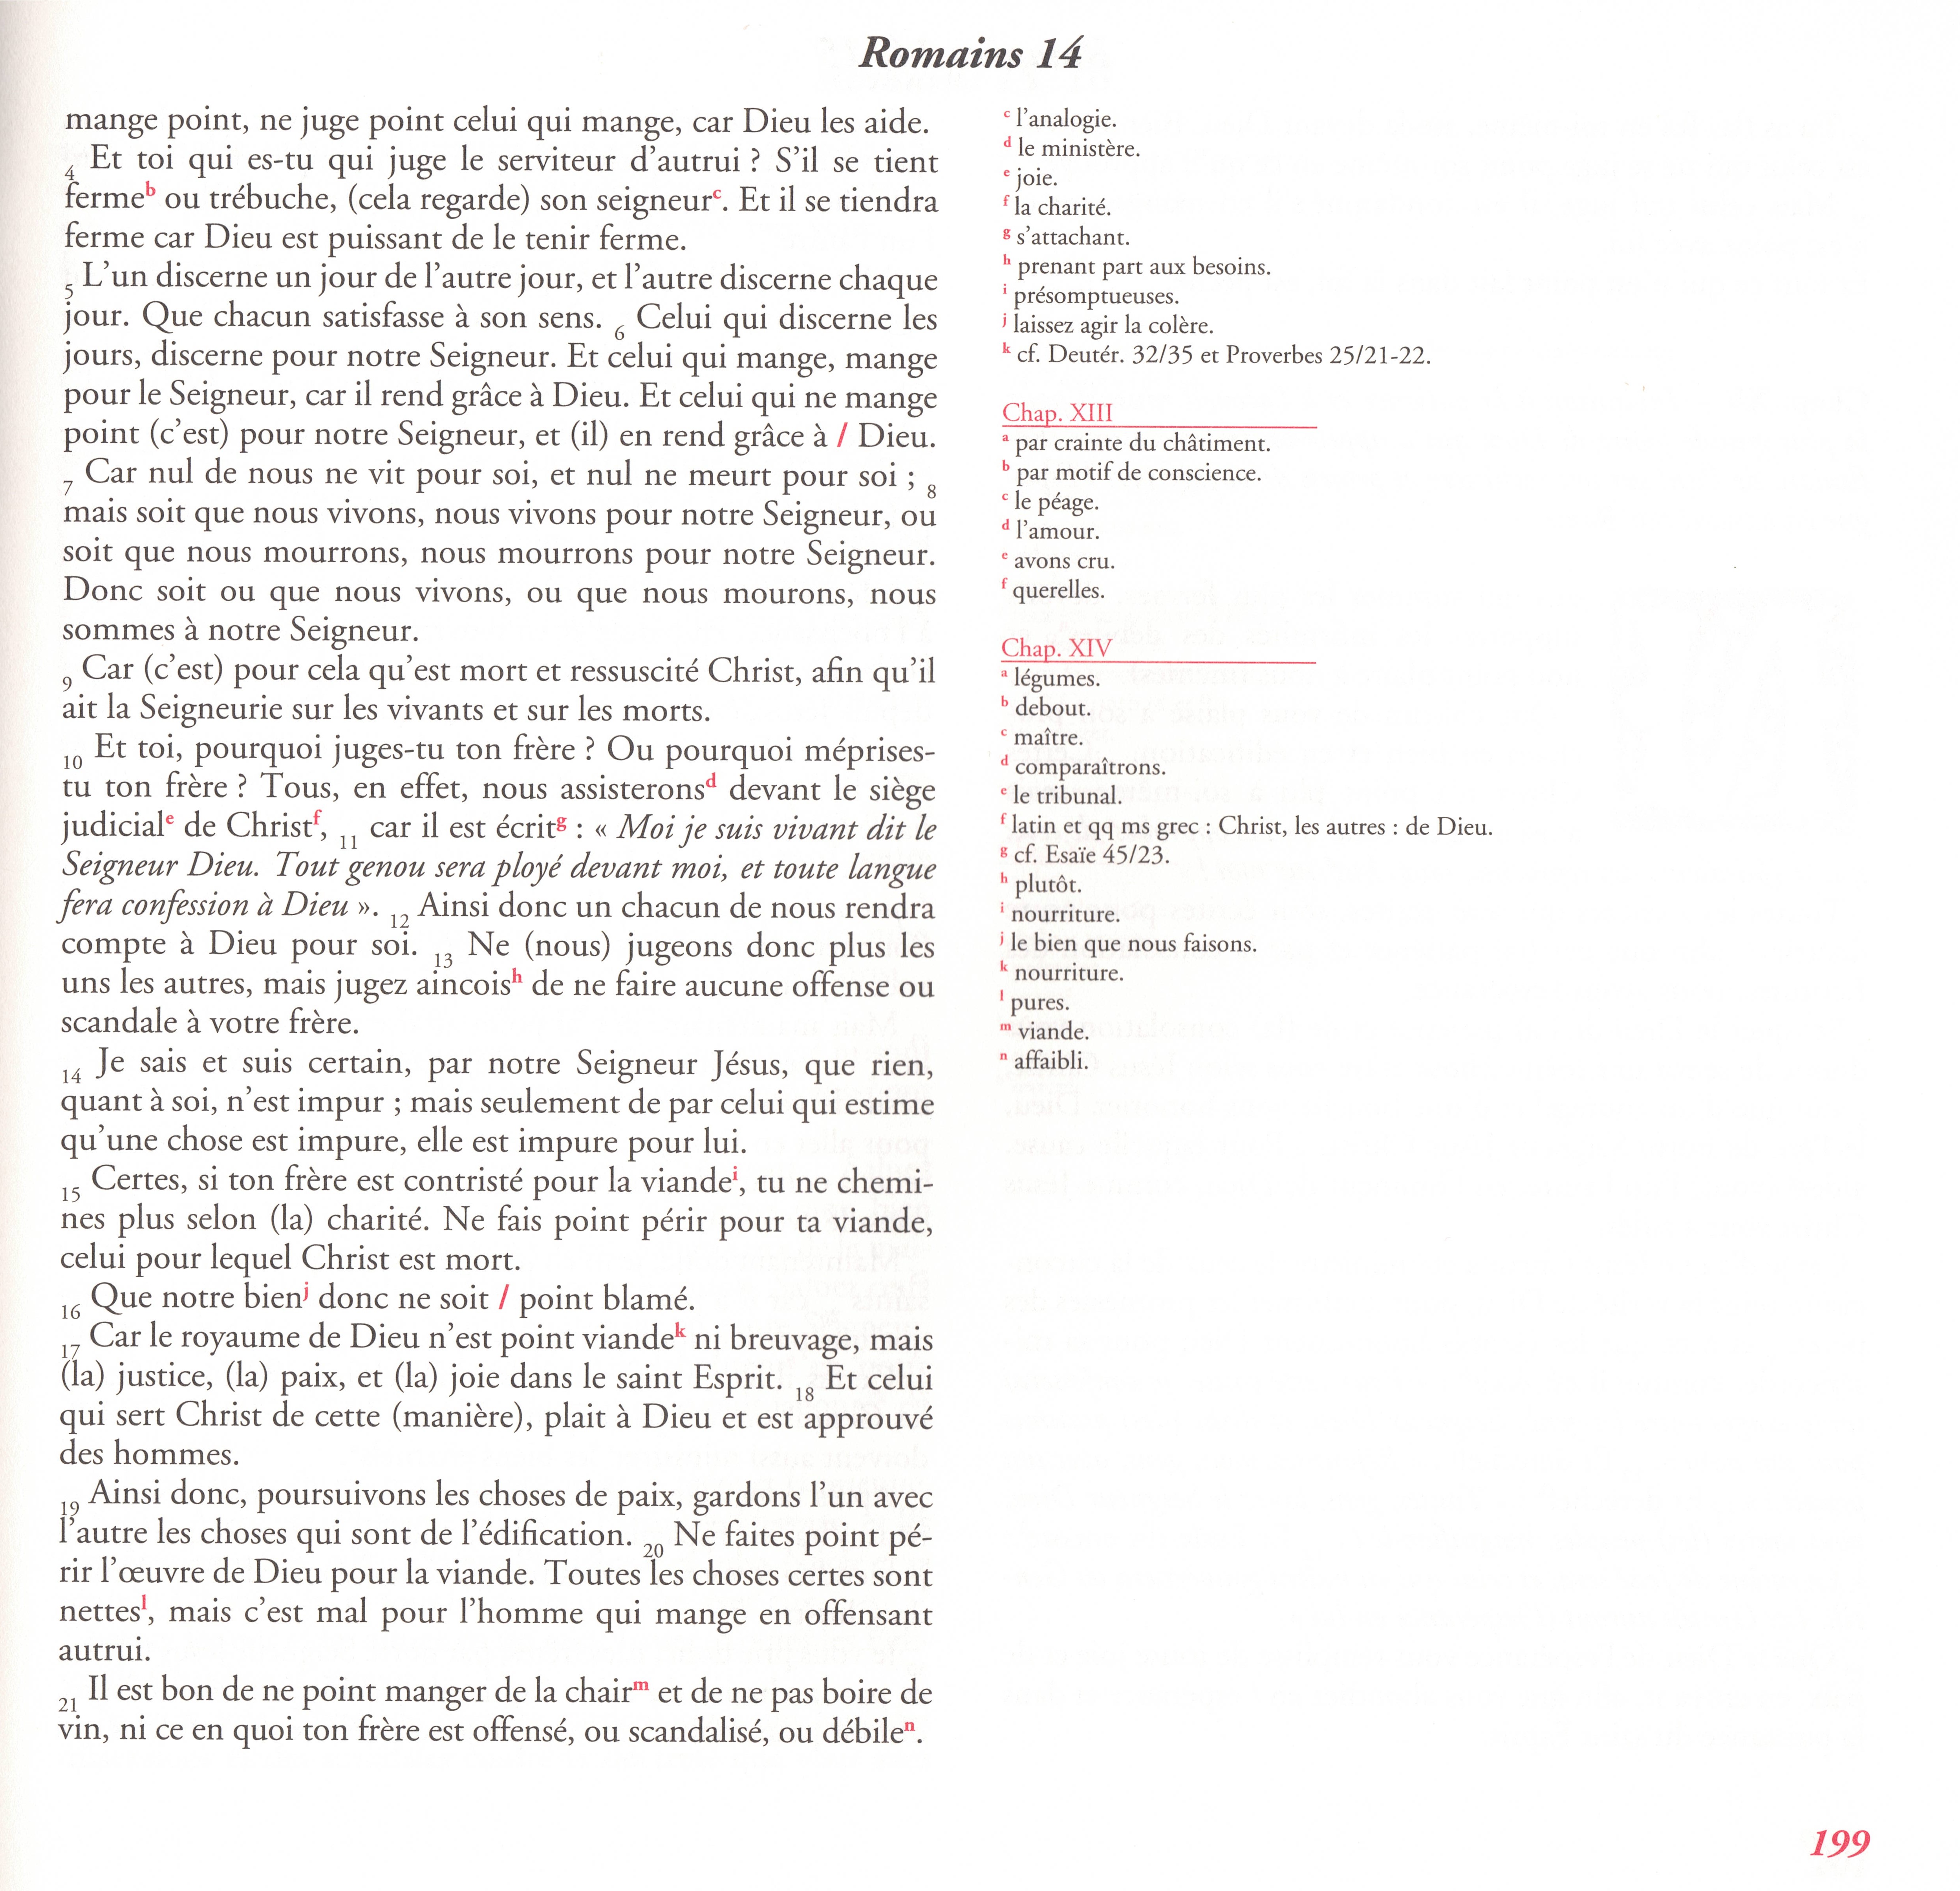 Romains 14
mange point, ne juge point celui qui mange, car Dieu les aide.
4 Et toi qui es-tu qui juge le serviteur d'autrui ? S'il se tient
ferme b ou trébuche, (cela regarde) son seigneur c. Et il se tiendra
ferme car Dieu est puissant de le tenir ferme.
5 L'un discerne un jour de l'autre jour, et l'autre discerne chaque
jour. Que chacun satisfasse à son sens. 6 Celui qui discerne les
jours, discerne pour notre Seigneur. Et celui qui mange, mange
pour le Seigneur, car il rend grâce à Dieu. Et celui qui ne mange
point (c'est) pour notre Seigneur, et (il) en rend grâce à / Dieu.
7 Car nul de nous ne vit pour soi, et nul ne meurt pour soi ; 8
mais soit que nous vivons, nous vivons pour notre Seigneur, ou
soit que nous mourrons, nous mourrons pour notre Seigneur.
Donc soit ou que nous vivons, ou que nous mourons, nous
sommes à notre Seigneur.
9 Car (c'est) pour cela qu'est mort et ressuscité Christ, afin qu'il
ait la Seigneurie sur les vivants et sur les morts.
10 Et toi, pourquoi juges-tu ton frère ? Ou pourquoi méprises-
tu ton frère ? Tous, en effet, nous assisterons d devant le siège
judicial e de Christ f, 11 car il est écrit g : « Moi je suis vivant dit le
Seigneur Dieu. Tout genou sera ployé devant moi, et toute langue
fera confession à Dieu ». 12 Ainsi donc un chacun de nous rendra
compte à Dieu pour soi. 13 Ne (nous) jugeons donc plus les
uns les autres, mais jugez aincois h de ne faire aucune offense ou
scandale à votre frère.
14 Je sais et suis certain, par notre Seigneur Jésus, que rien,
quant à soi, n'est impur ; mais seulement de par celui qui estime
qu'une chose est impure, elle est impure pour lui.
15 Certes, si ton frère est contristé pour la viande i, tu ne chemi-
nes plus selon (la) charité. Ne fais point périr pour ta viande,
celui pour lequel Christ est mort.
16 Que notre bien j donc ne soit / point blamé.
17 Car le royaume de Dieu n'est point viande k ni breuvage, mais
(la) justice, (la) paix, et (la) joie dans le saint Esprit. 18 Et celui
qui sert Christ de cette (manière), plait à Dieu et est approuvé
des hommes.
19 Ainsi donc, poursuivons les choses de paix, gardons l'un avec
l'autre les choses qui sont de l'édification. 20 Ne faites point pé-
rir l'œuvre de Dieu pour la viande. Toutes les choses certes sont
nettes l, mais c'est mal pour l'homme qui mange en offensant
autrui.
21 Il est bon de ne point manger de la chair m et de ne pas boire de
vin, ni ce en quoi ton frère est offensé, ou scandalisé, ou débile n.
c l'analogie.
d le ministère.
e joie.
f la charité.
g s'attachant.
h prenant part aux besoins.
i présomptueuses.
j laissez agir la colère.
k cf. Deutér. 32/35 et Proverbes 25/21-22.
Chap. XIII
a par crainte du châtiment.
b par motif de conscience.
c le péage.
d l'amour.
e avons cru.
f querelles.
Chap. XIV
a légumes.
b debout.
c maître.
d comparaîtrons.
e le tribunal.
f latin et qq ms grec : Christ, les autres : de Dieu.
g cf. Esaïe 45/23.
h plutôt.
i nourriture.
j le bien que nous faisons.
k nourriture.
l pures.
m viande.
n affaibli.
199